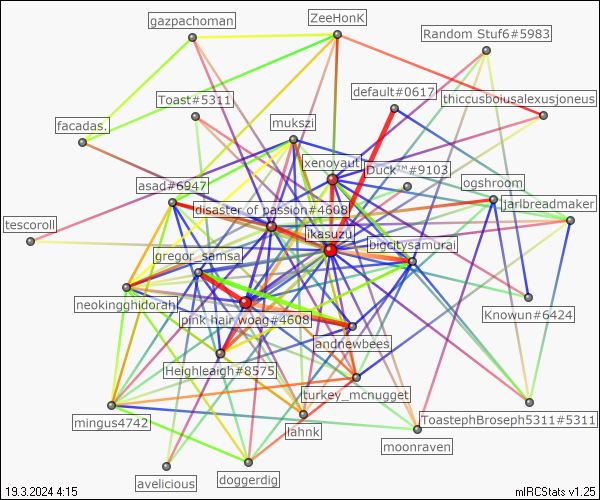 gazpachoman
ZeeHonK
Random Stuf6#5983
default#0617
thiccusboiusalexusjoneus
Toast#5311
facadas.
mukszi
xenovaut
Duck™#9103
asad#6947
ogshroom
ljarlbreadmaker
disaster of passion#4608
tescoroll
ikasuzu
bigcitysamurai
gregor_samsa
neokingghidorah
Knowun#6424
pink hair woag#4608
andnewbees
Heighleaigh#8575
turkey_mcnugget
ToastephBroseph5311#5311
mingus4742
lahnk
moonraven
avelicious
doggerdig
19.3.2024 4:15
mIRCStats v1.25